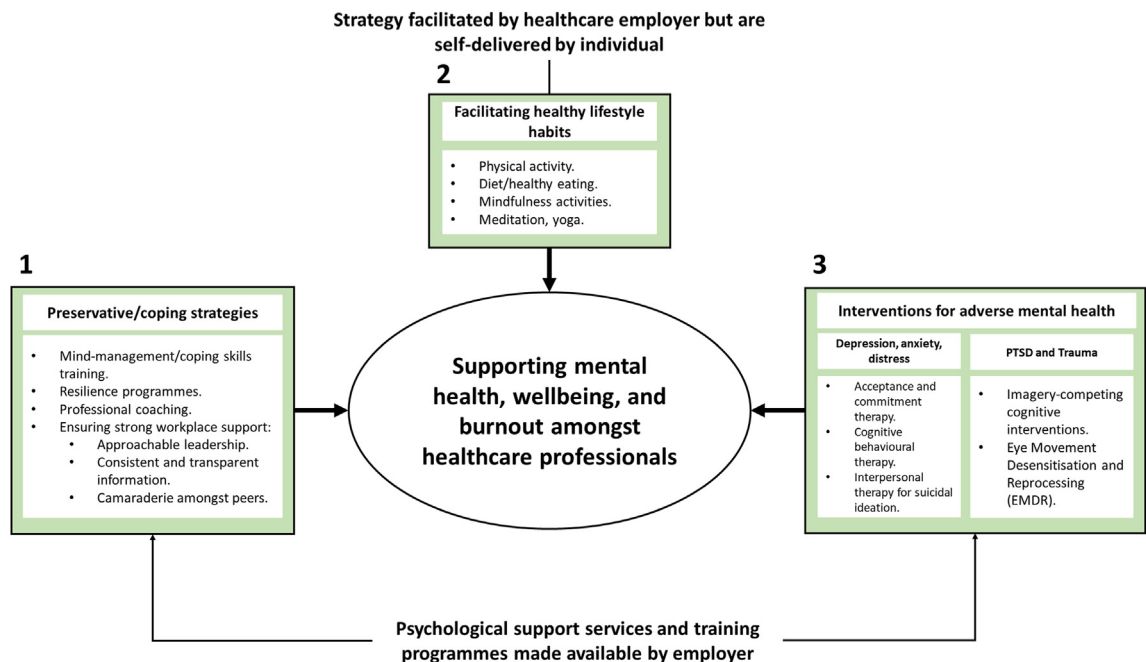 Strategy facilitated by healthcare employer but are
self-delivered by individual
2
Facilitating healthy lifestyle
habits
• Physical activity.
• Diet/healthy eating.
• Mindfulness activities.
• Meditation, yoga.
1
Preservative/coping strategies
• Mind-management/coping skills
training.
• Resilience programmes.
• Professional coaching.
• Ensuring strong workplace support:
• Approachable leadership.
• Consistent and transparent
information.
• Camaraderie amongst peers.
Supporting mental
health, wellbeing, and
burnout amongst
healthcare professionals
3
Interventions for adverse mental health
Depression, anxiety,
distress
• Acceptance and
commitment therapy.
• Cognitive
behavioural
therapy.
• Interpersonal
therapy for suicidal
ideation.
PTSD and Trauma
• Imagery-competing
cognitive
interventions.
• Eye Movement
Desensitisation and
Reprocessing
(EMDR).
Psychological support services and training
programmes made available by employer